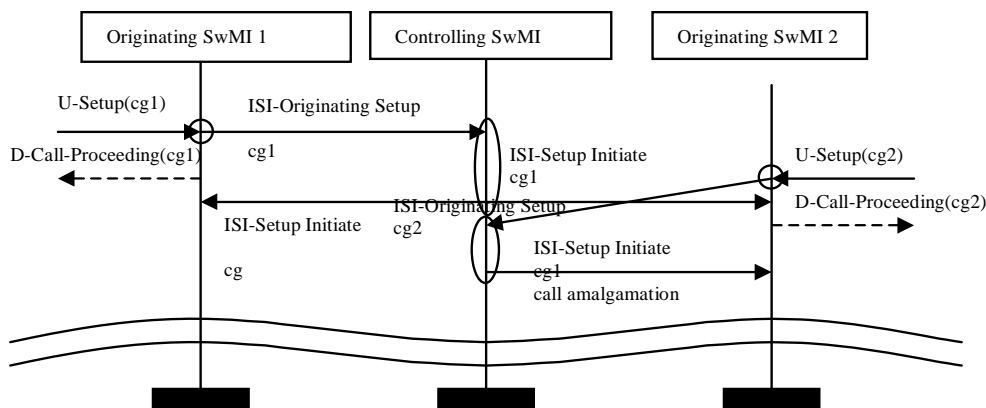 Originating SwMI 1
Controlling SwMI
Originating SwMI 2
U-Setup(cg1)
ISI-Originating Setup
cg1
D-Call-Proceeding(cg1)
ISI-Setup Initiate
cg1
U-Setup(cg2)
D-Call-Proceeding(cg2)
ISI-Originating Setup
cg2
ISI-Setup Initiate
cg
ISI-Setup Initiate
cg1
call amalgamation